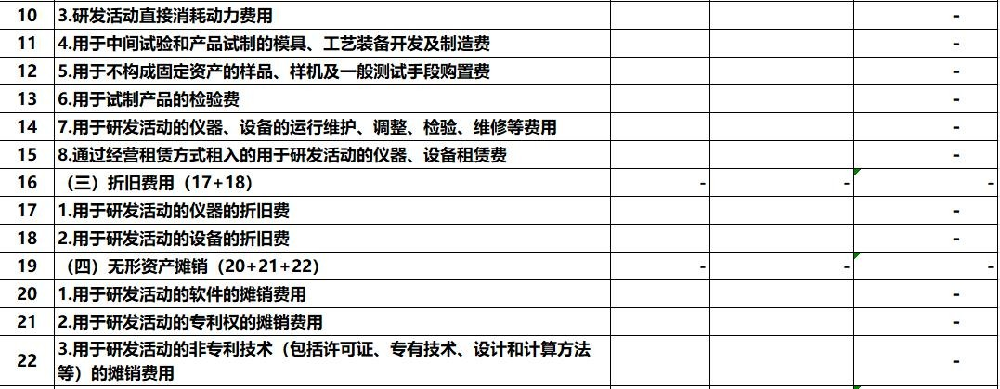 10 3.研发活动直接消耗动力费用 -
11 4.用于中间试验和产品试制的模具、工艺装备开发及制造费 -
12 5.用于不构成固定资产的样品、样机及一般测试手段购置费 -
13 6.用于试制产品的检验费 -
14 7.用于研发活动的仪器、设备的运行维护、调整、检验、维修等费用 -
15 8.通过经营租赁方式租入的用于研发活动的仪器、设备租赁费 -
16 （三）折旧费用（17+18） - - -
17 1.用于研发活动的仪器的折旧费 -
18 2.用于研发活动的设备的折旧费 -
19 （四）无形资产摊销（20+21+22） - - -
20 1.用于研发活动的软件的摊销费用 -
21 2.用于研发活动的专利权的摊销费用 -
22 3.用于研发活动的非专利技术（包括许可证、专有技术、设计和计算方法 -
等）的摊销费用